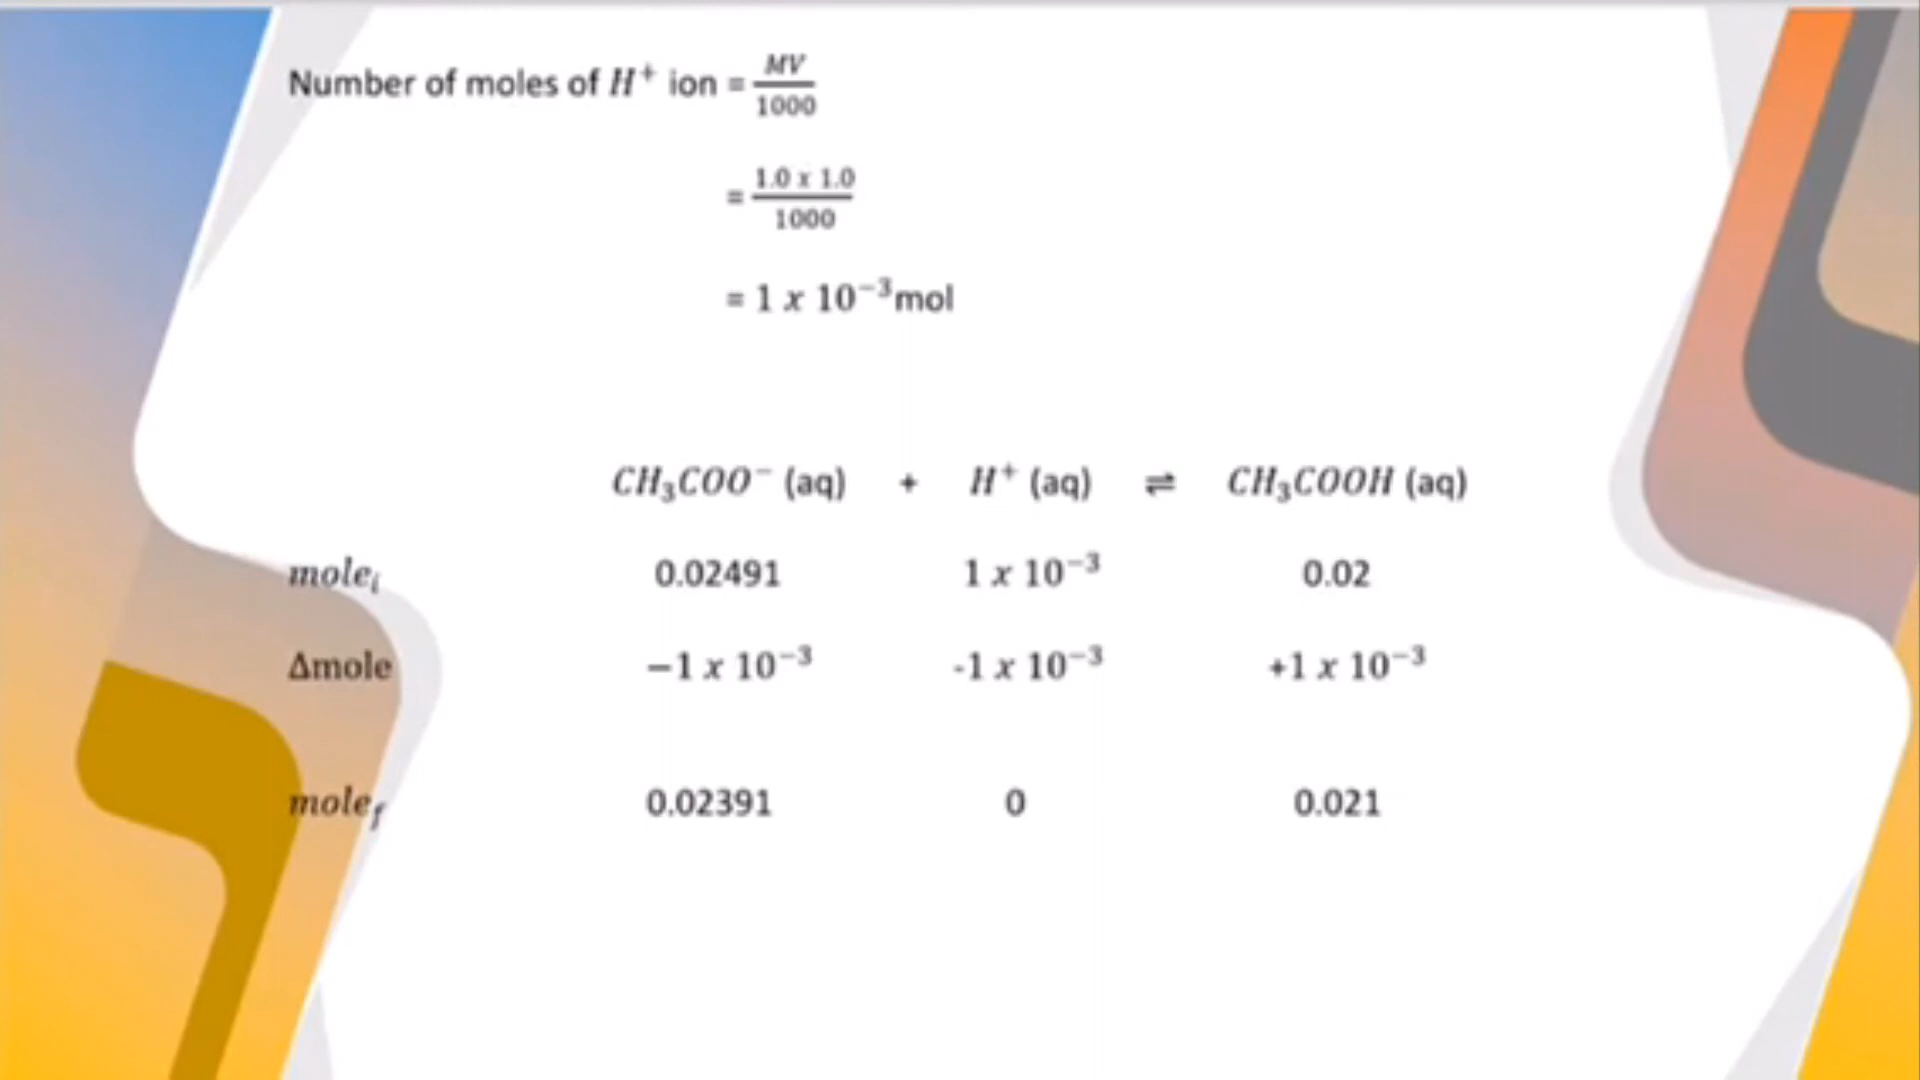 Number of moles of H⁺ ion = MV/1000
= 1.0 x 1.0/1000
= 1 x 10⁻³mol
CH₃COO⁻ (aq) + H⁺ (aq) ⇌ CH₃COOH (aq)
moleᵢ 0.02491 1 x 10⁻³ 0.02
Δmole −1 x 10⁻³ -1 x 10⁻³ +1 x 10⁻³
mole_f 0.02391 0 0.021